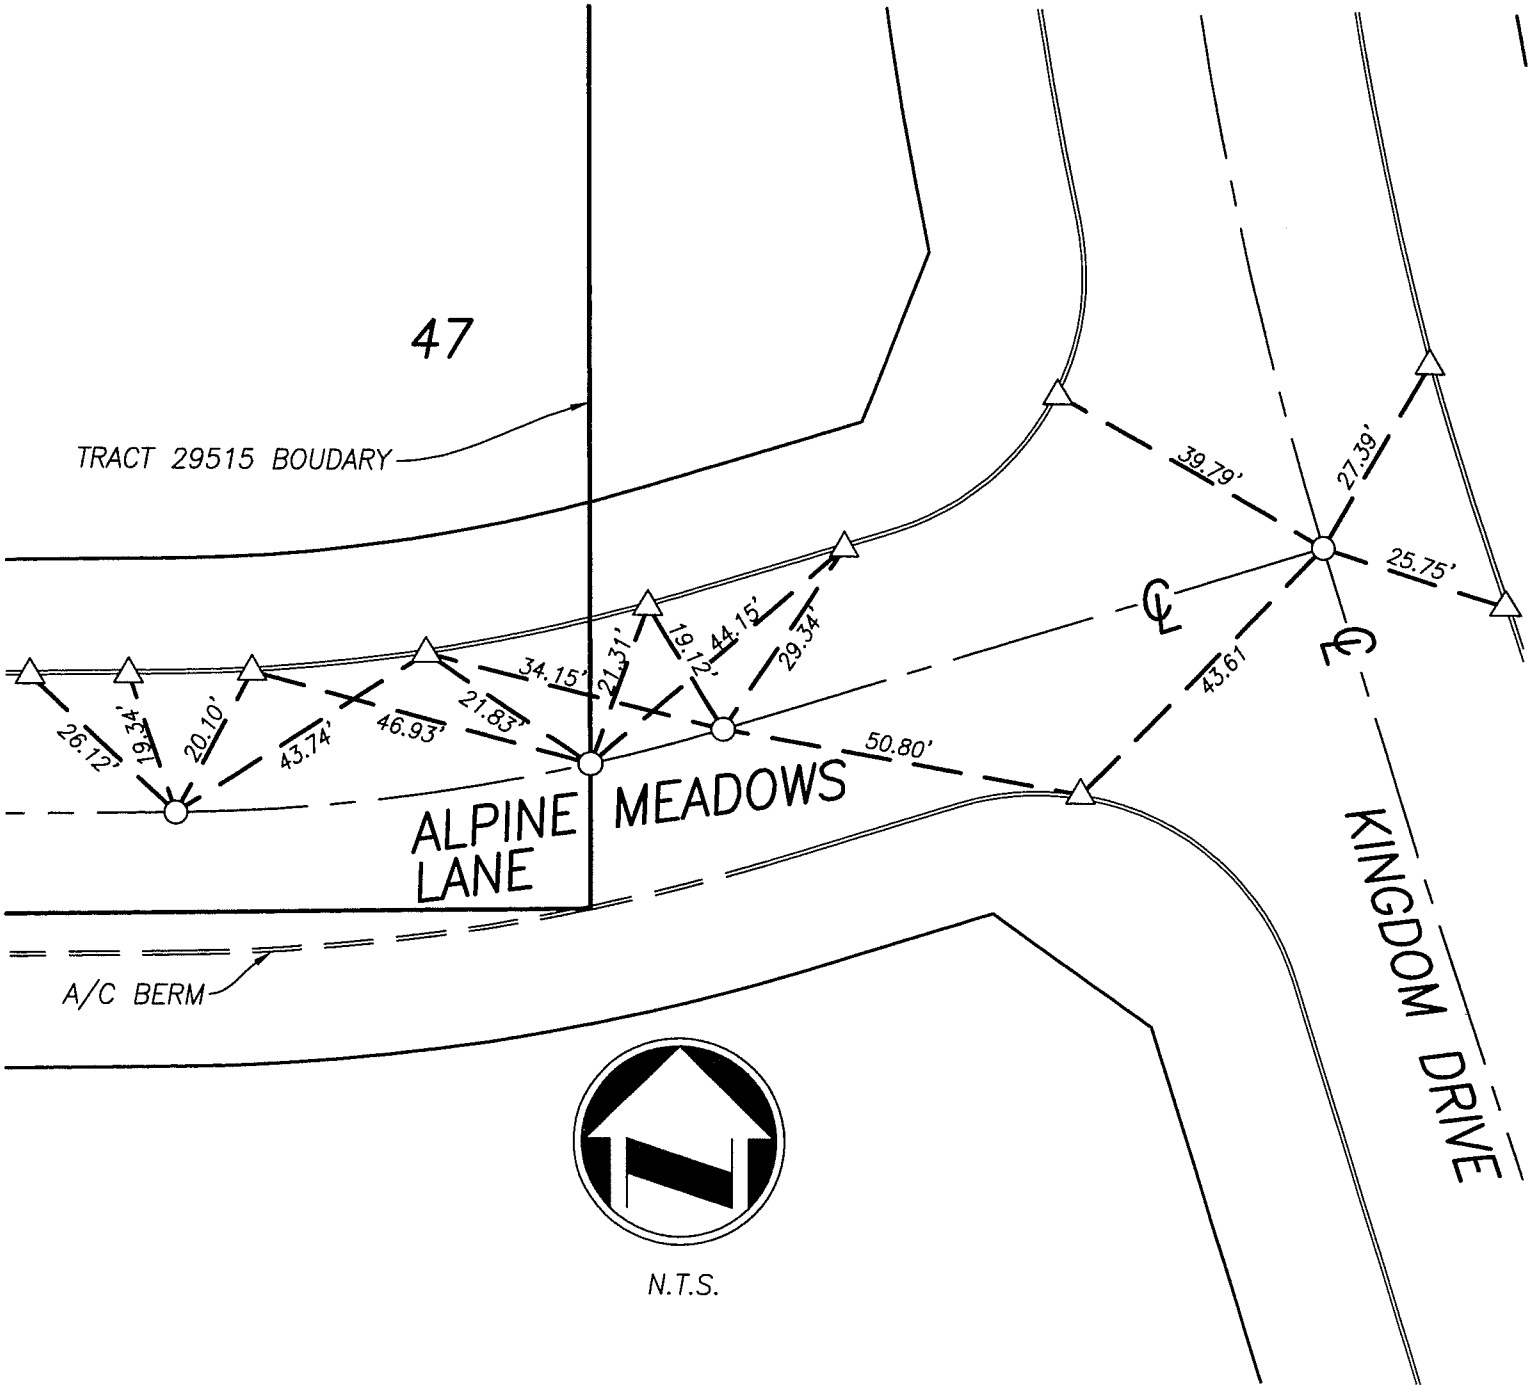 47
TRACT 29515 BOUDARY
39.79'
27.39'
25.75'
43.61
44.15'
29.34'
19.12'
21.31'
34.15'
21.83'
46.93'
43.74'
20.10'
19.34'
26.12'
50.80'
℄
℄
ALPINE MEADOWS
LANE
KINGDOM DRIVE
A/C BERM
N
N.T.S.